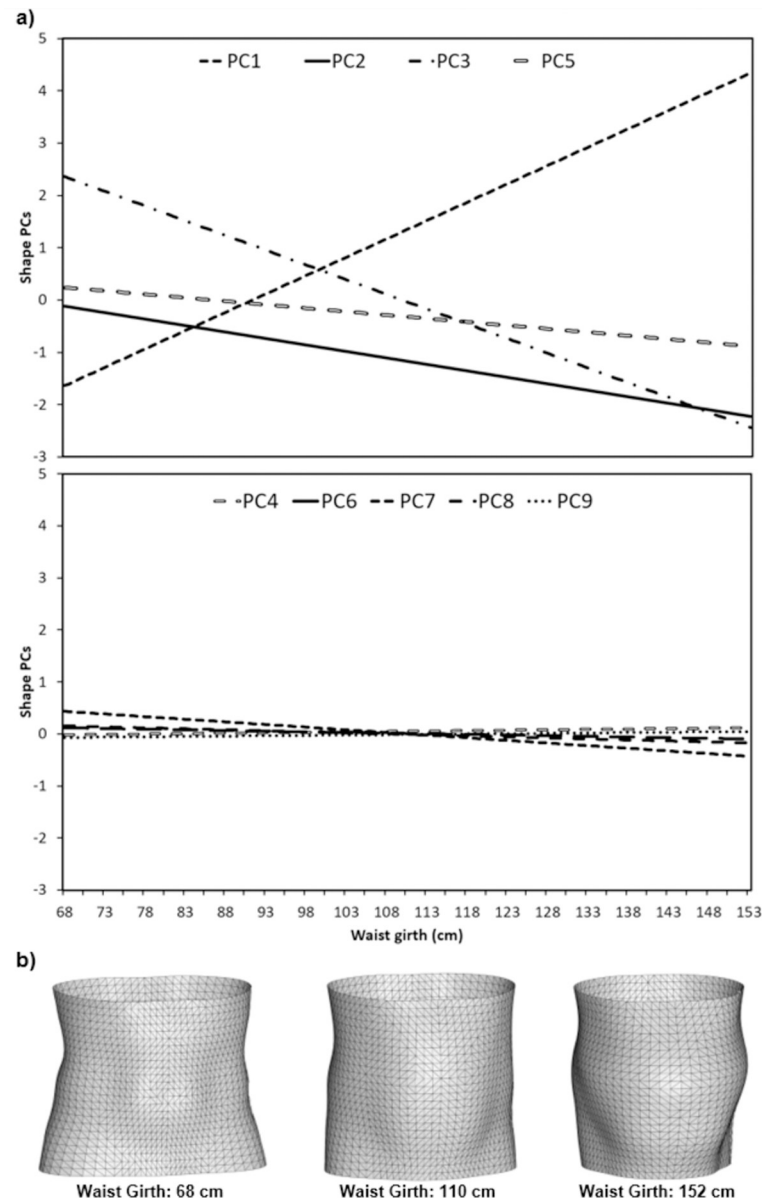 a)
5
PC1 PC2 PC3 PC5
4
3
2
1
0
-1
-2
-3
Shape PCs
5
PC4 PC6 PC7 PC8 PC9
4
3
2
1
0
-1
-2
-3
Shape PCs
68 73 78 83 88 93 98 103 108 113 118 123 128 133 138 143 148 153
Waist girth (cm)
b)
Waist Girth: 68 cm Waist Girth: 110 cm Waist Girth: 152 cm